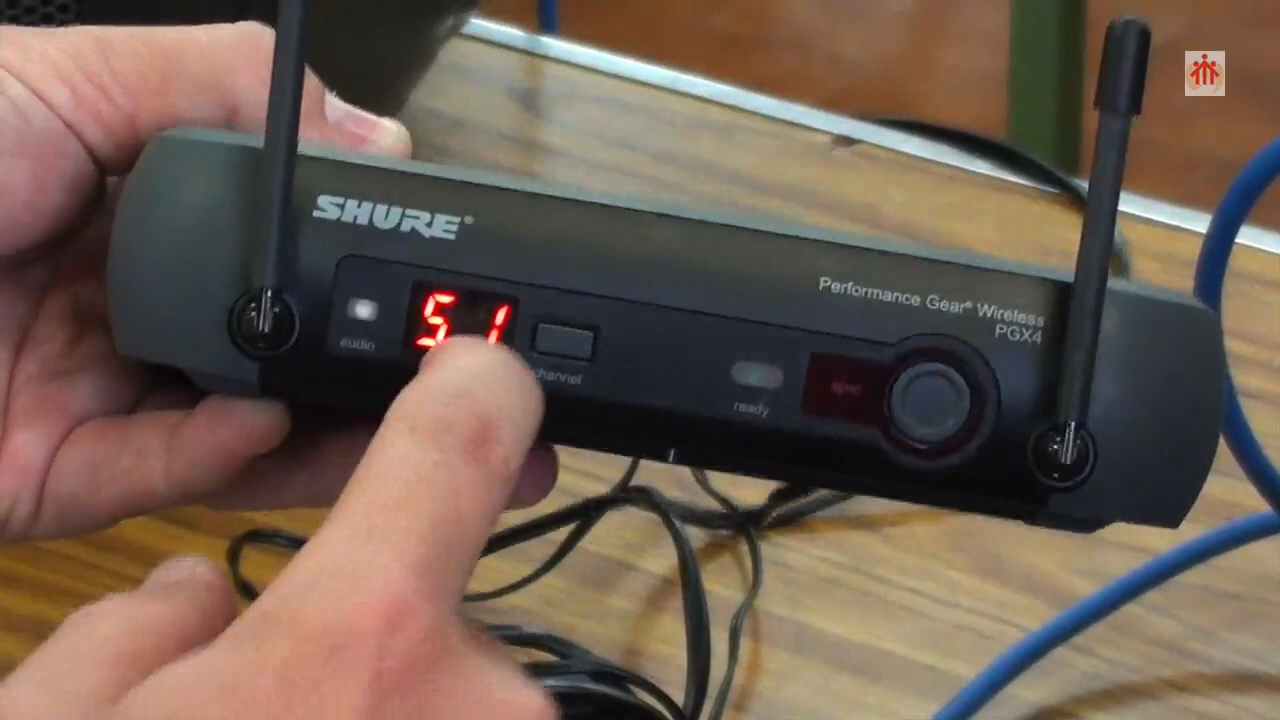 SHURE®
Performance Gear® Wireless
PGX4
audio
51
channel
ready
sync